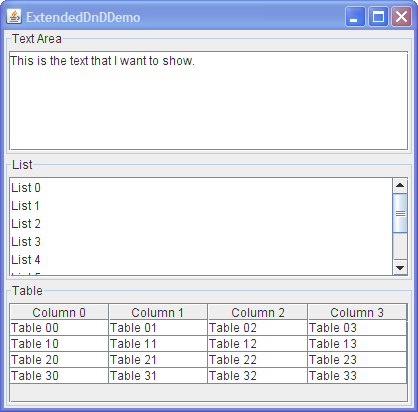 ExtendedDnDDemo
Text Area
This is the text that I want to show.
List
List 0
List 1
List 2
List 3
List 4
Table
Column 0 Column 1 Column 2 Column 3
Table 00 Table 01 Table 02 Table 03
Table 10 Table 11 Table 12 Table 13
Table 20 Table 21 Table 22 Table 23
Table 30 Table 31 Table 32 Table 33